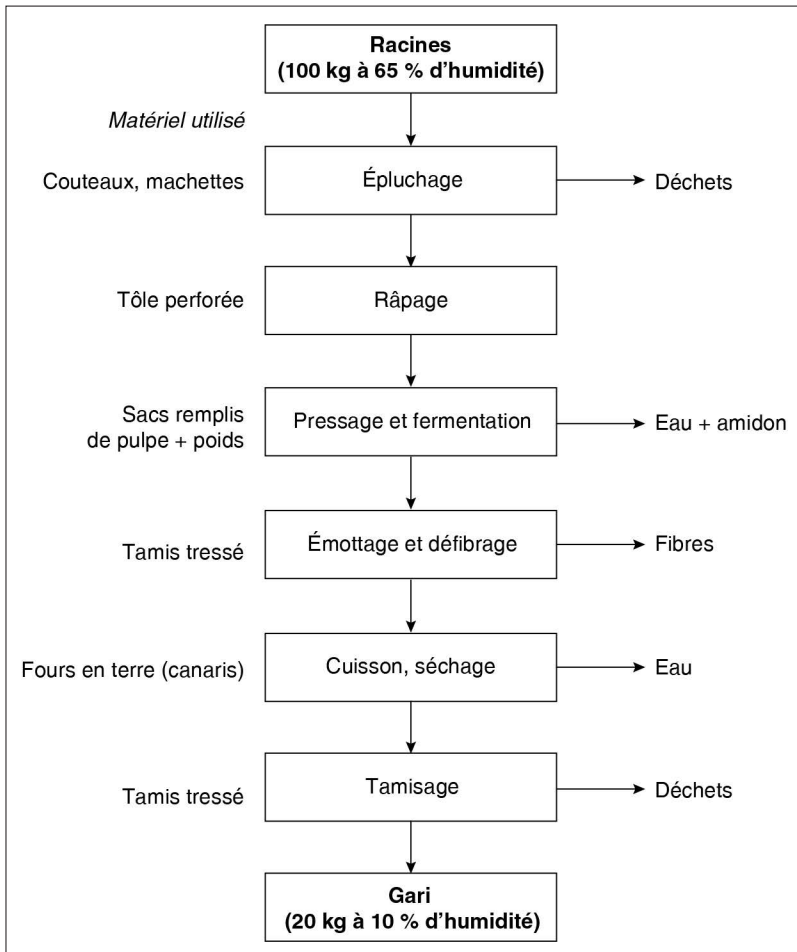 Racines
(100 kg à 65 % d'humidité)
Matériel utilisé
Couteaux, machettes
Épluchage
Déchets
Tôle perforée
Râpage
Sacs remplis
de pulpe + poids
Pressage et fermentation
Eau + amidon
Tamis tressé
Émottage et défibrage
Fibres
Fours en terre (canaris)
Cuisson, séchage
Eau
Tamis tressé
Tamisage
Déchets
Gari
(20 kg à 10 % d'humidité)